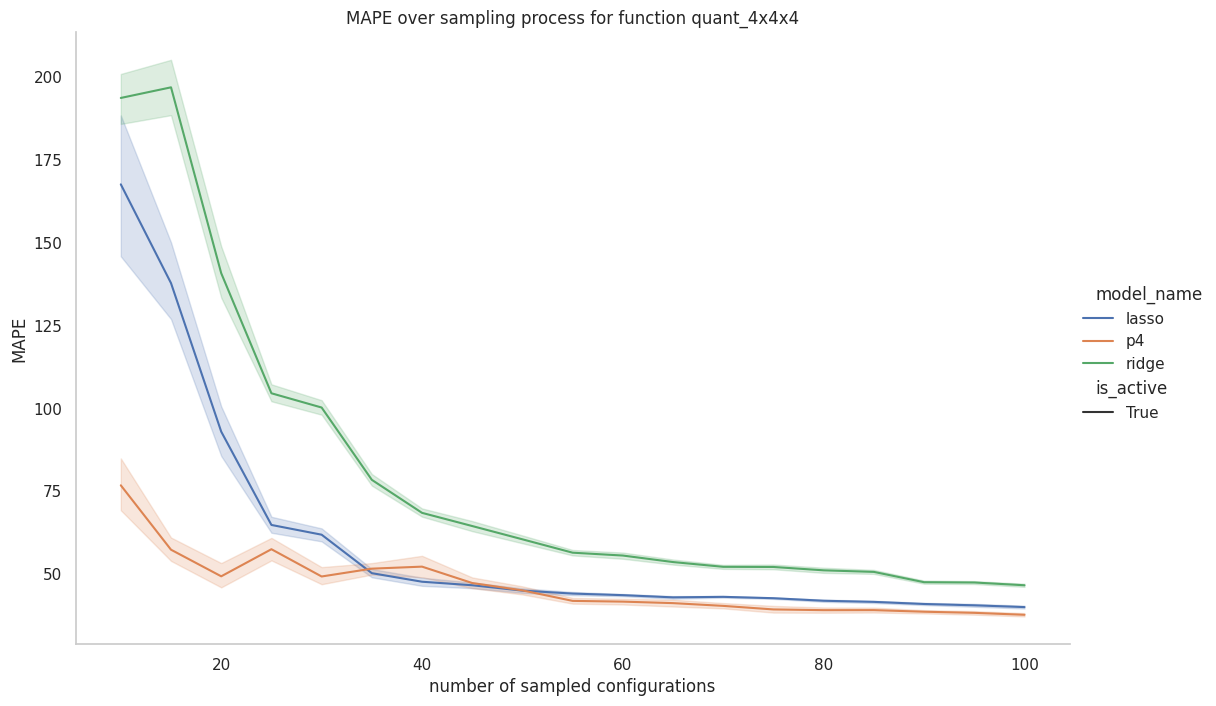 MAPE over sampling process for function quant_4x4x4
MAPE
200
175
150
125
100
75
50
20
40
60
80
100
number of sampled configurations
model_name
lasso
p4
ridge
is_active
True